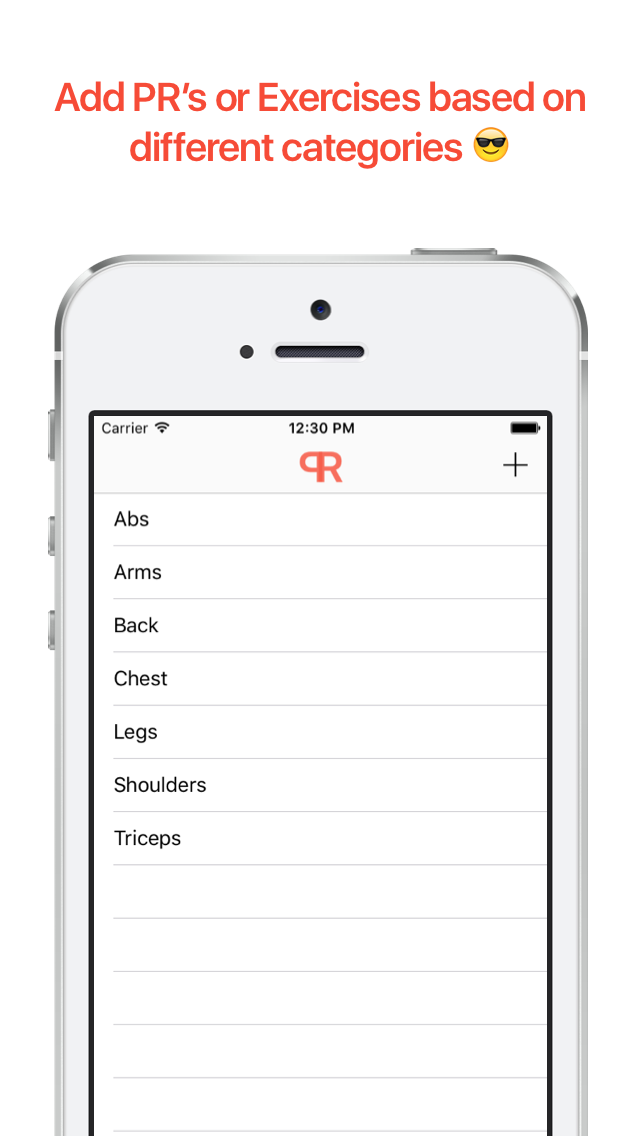 Add PR's or Exercises based on
different categories 😎
Carrier 12:30 PM
PR
Abs
Arms
Back
Chest
Legs
Shoulders
Triceps